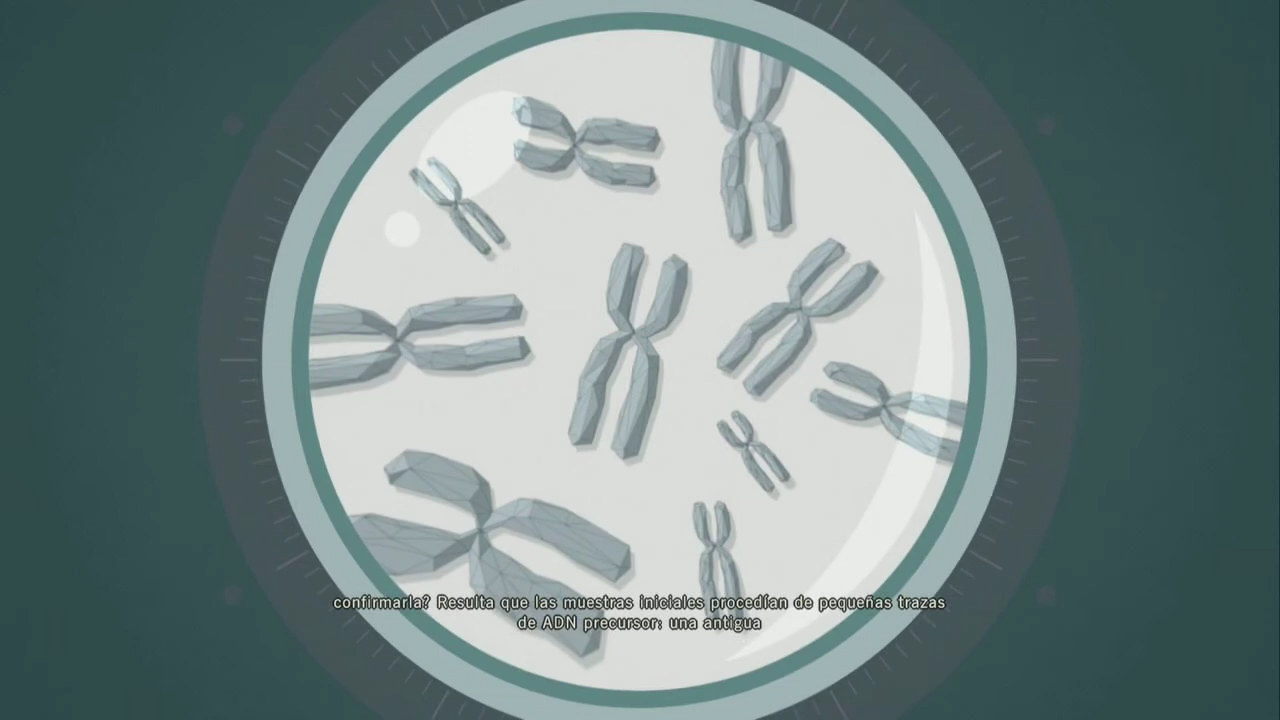 confirmarla? Resulta que las muestras iniciales procedían de pequeñas trazas
de ADN precursor: una antigua